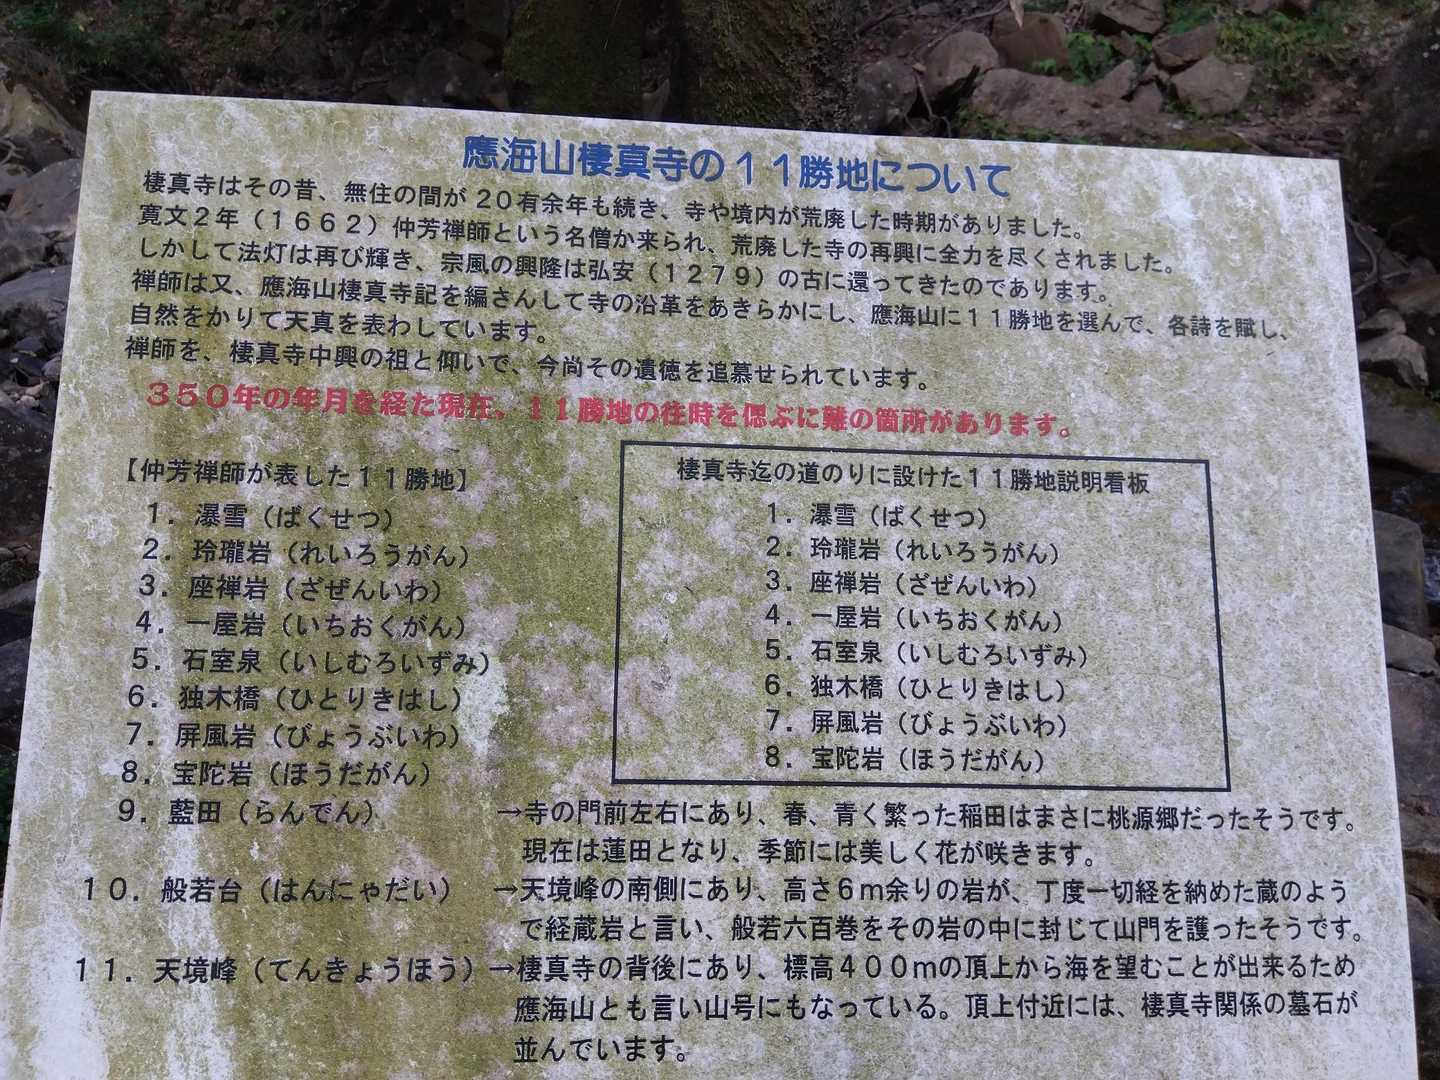 應海山棲真寺の１１勝地について
棲真寺はその昔、無住の間が２０有余年も続き、寺や境内が荒廃した時期がありました。
寛文２年（１６６２）仲芳禅師という名僧か来られ、荒廃した寺の再興に全力を尽くされました。
しかして法灯は再び輝き、宗風の興隆は弘安（１２７９）の古に還ってきたのであります。
禅師は又、應海山棲真寺記を編さんして寺の沿革をあきらかにし、應海山に１１勝地を選んで、各詩を賦し、
自然をかりて天真を表わしています。
禅師を、棲真寺中興の祖と仰いで、今尚その遺徳を追慕せられています。
３５０年の年月を経た現在、１１勝地の往時を偲ぶに難の箇所があります。
【仲芳禅師が表した１１勝地】
１．瀑雪（ばくせつ）
２．玲瓏岩（れいろうがん）
３．座禅岩（ざぜんいわ）
４．一屋岩（いちおくがん）
５．石室泉（いしむろいずみ）
６．独木橋（ひとりきはし）
７．屏風岩（びょうぶいわ）
８．宝陀岩（ほうだがん）
棲真寺迄の道のりに設けた１１勝地説明看板
１．瀑雪（ばくせつ）
２．玲瓏岩（れいろうがん）
３．座禅岩（ざぜんいわ）
４．一屋岩（いちおくがん）
５．石室泉（いしむろいずみ）
６．独木橋（ひとりきはし）
７．屏風岩（びょうぶいわ）
８．宝陀岩（ほうだがん）
９．藍田（らんでん）　→寺の門前左右にあり、春、青く繁った稲田はまさに桃源郷だったそうです。
現在は蓮田となり、季節には美しく花が咲きます。
１０．般若台（はんにゃだい）　→天境峰の南側にあり、高さ６ｍ余りの岩が、丁度一切経を納めた蔵のよう
で経蔵岩と言い、般若六百巻をその岩の中に封じて山門を護ったそうです。
１１．天境峰（てんきょうほう）→棲真寺の背後にあり、標高４００ｍの頂上から海を望むことが出来るため
應海山とも言い山号にもなっている。頂上付近には、棲真寺関係の墓石が
並んでいます。